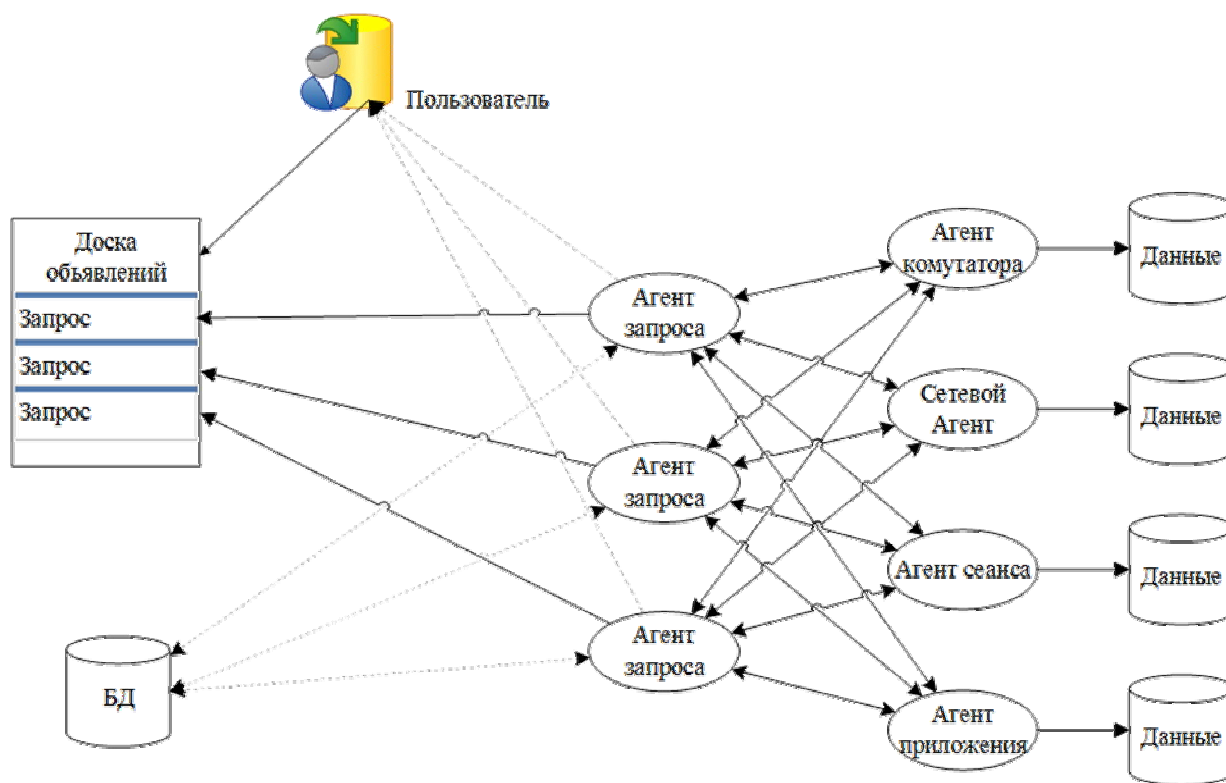 Пользователь
Доска
обьявлений
Запрос
Запрос
Запрос
БД
Агент
запроса
Агент
запроса
Агент
запроса
Агент
комутатора
Сетевой
Агент
Агент сеанса
Агент
приложения
Данные
Данные
Данные
Данные